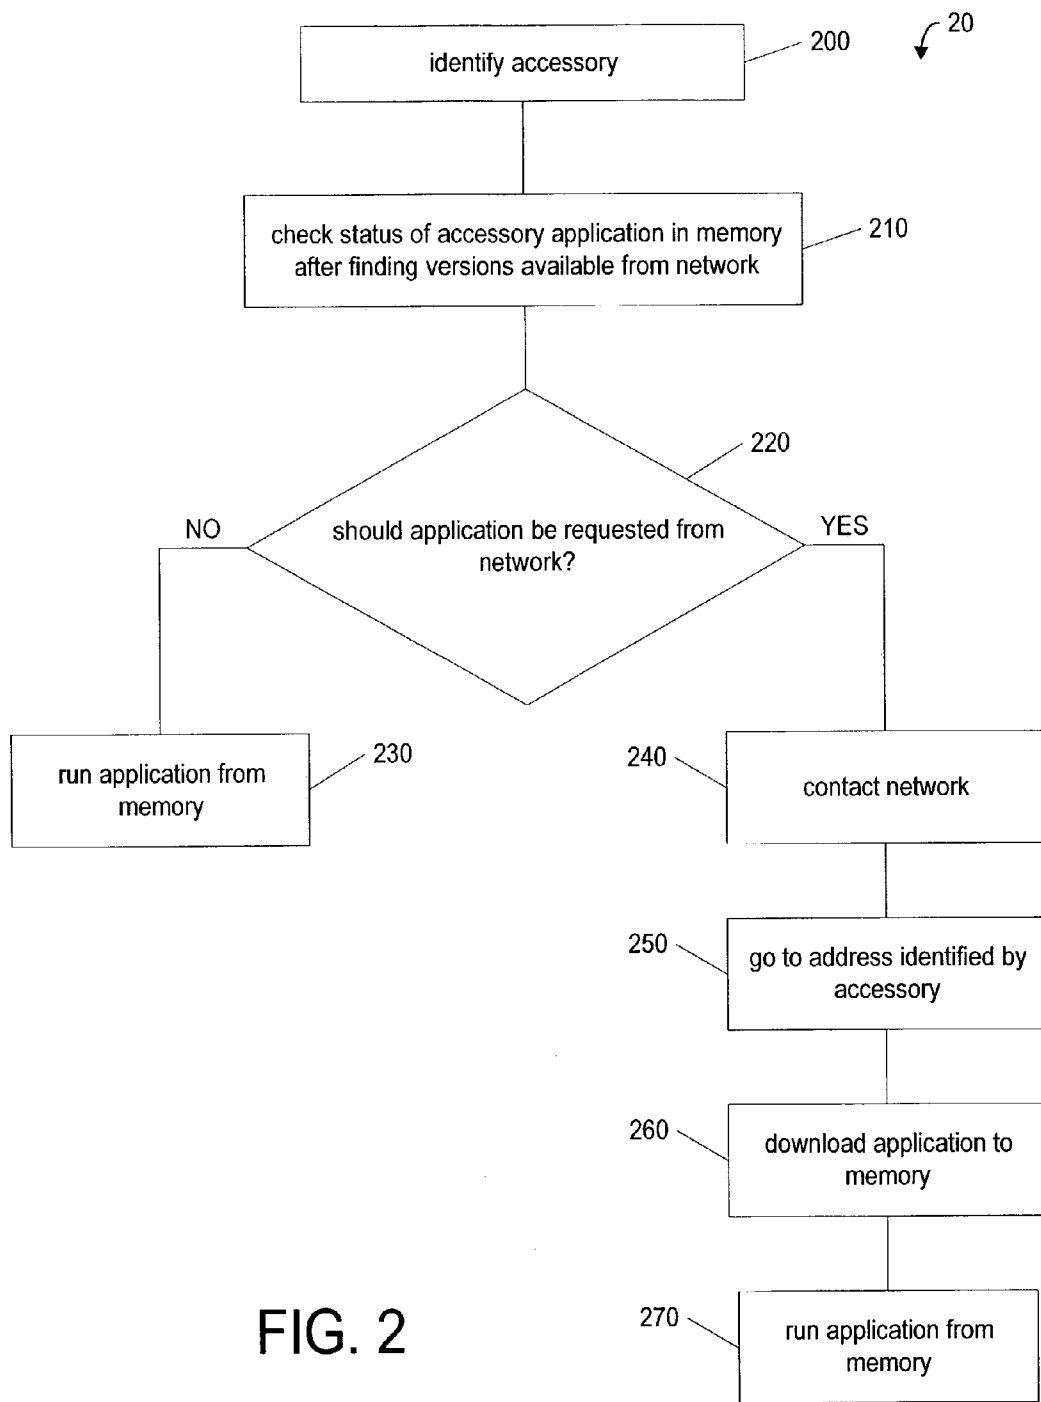 20
identify accessory
200
check status of accessory application in memory
after finding versions available from network
210
220
should application be requested from
network?
NO
YES
run application from
memory
230
240
contact network
250
go to address identified by
accessory
260
download application to
memory
270
run application from
memory
FIG. 2